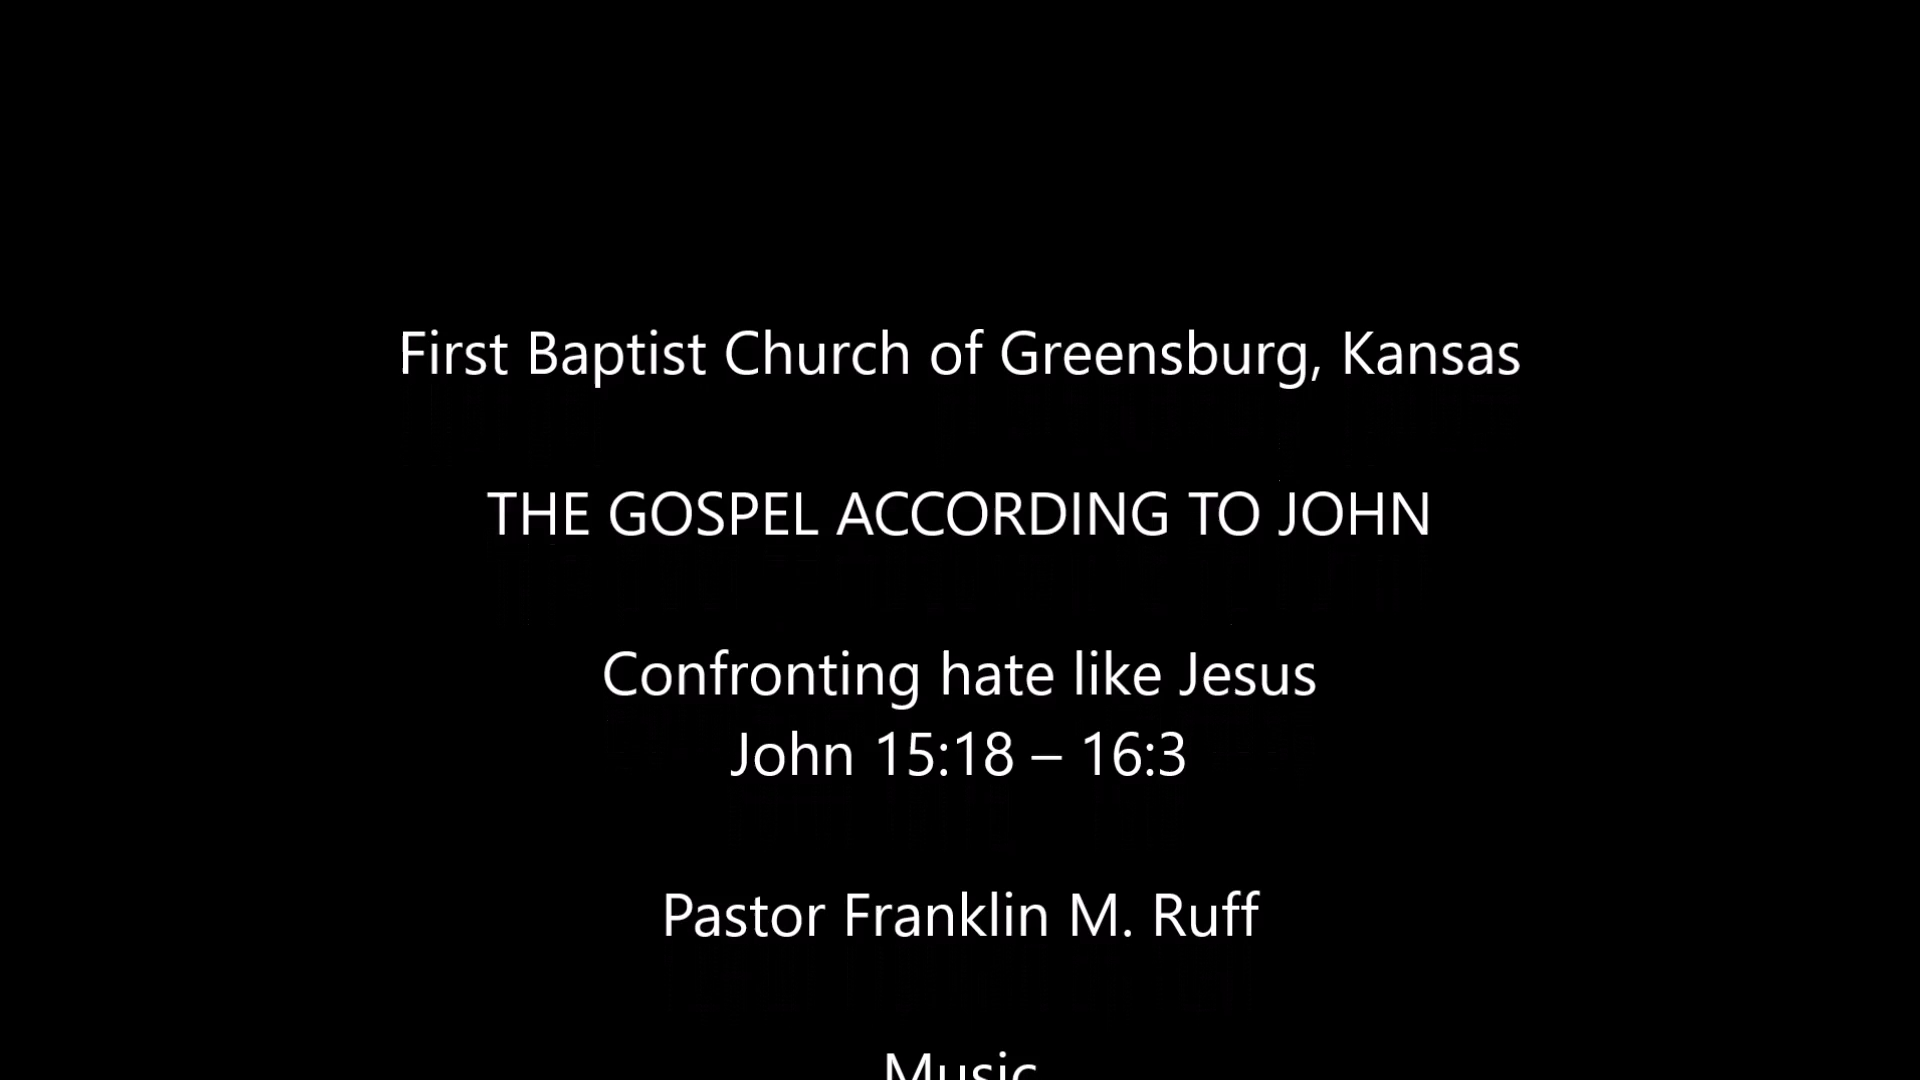 First Baptist Church of Greensburg, Kansas
THE GOSPEL ACCORDING TO JOHN
Confronting hate like Jesus
John 15:18 – 16:3
Pastor Franklin M. Ruff
Music